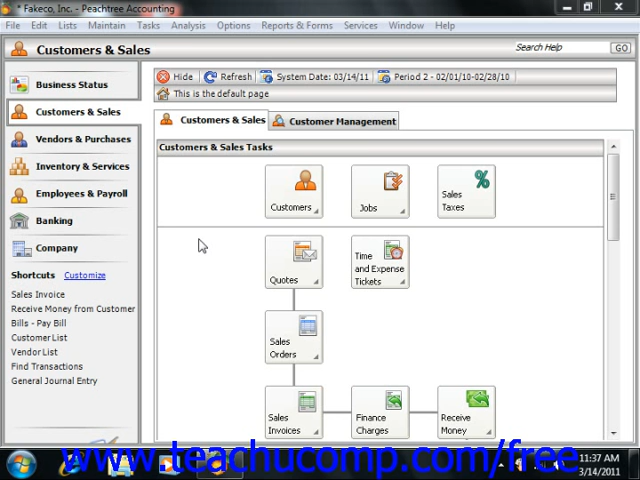 * Fakeco, Inc. - Peachtree Accounting
File Edit Lists Maintain Tasks Analysis Options Reports & Forms Services Window Help
Customers & Sales
Search Help
GO
Business Status
Customers & Sales
Vendors & Purchases
Inventory & Services
Employees & Payroll
Banking
Company
Shortcuts Customize
Sales Invoice
Receive Money from Customer
Bills - Pay Bill
Customer List
Vendor List
Find Transactions
General Journal Entry
Hide Refresh System Date: 03/14/11 Period 2 - 02/01/10-02/28/10
This is the default page
Customers & Sales Customer Management
Customers & Sales Tasks
Customers
Jobs
Sales
Taxes
Quotes
Time
and Expense
Tickets
Sales
Orders
Sales
Invoices
Finance
Charges
Receive
Money
www.teachucomp.com/free
11:37 AM
3/14/2011